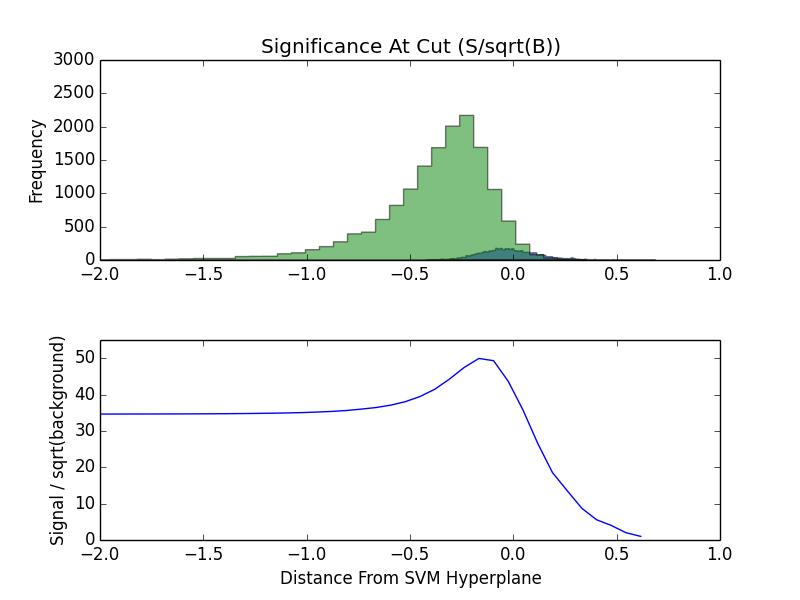 Significance At Cut (S/sqrt(B))
3000
2500
2000
1500
1000
500
0
Frequency
−2.0 −1.5 −1.0 −0.5 0.0 0.5 1.0
50
40
30
20
10
0
Signal / sqrt(background)
−2.0 −1.5 −1.0 −0.5 0.0 0.5 1.0
Distance From SVM Hyperplane